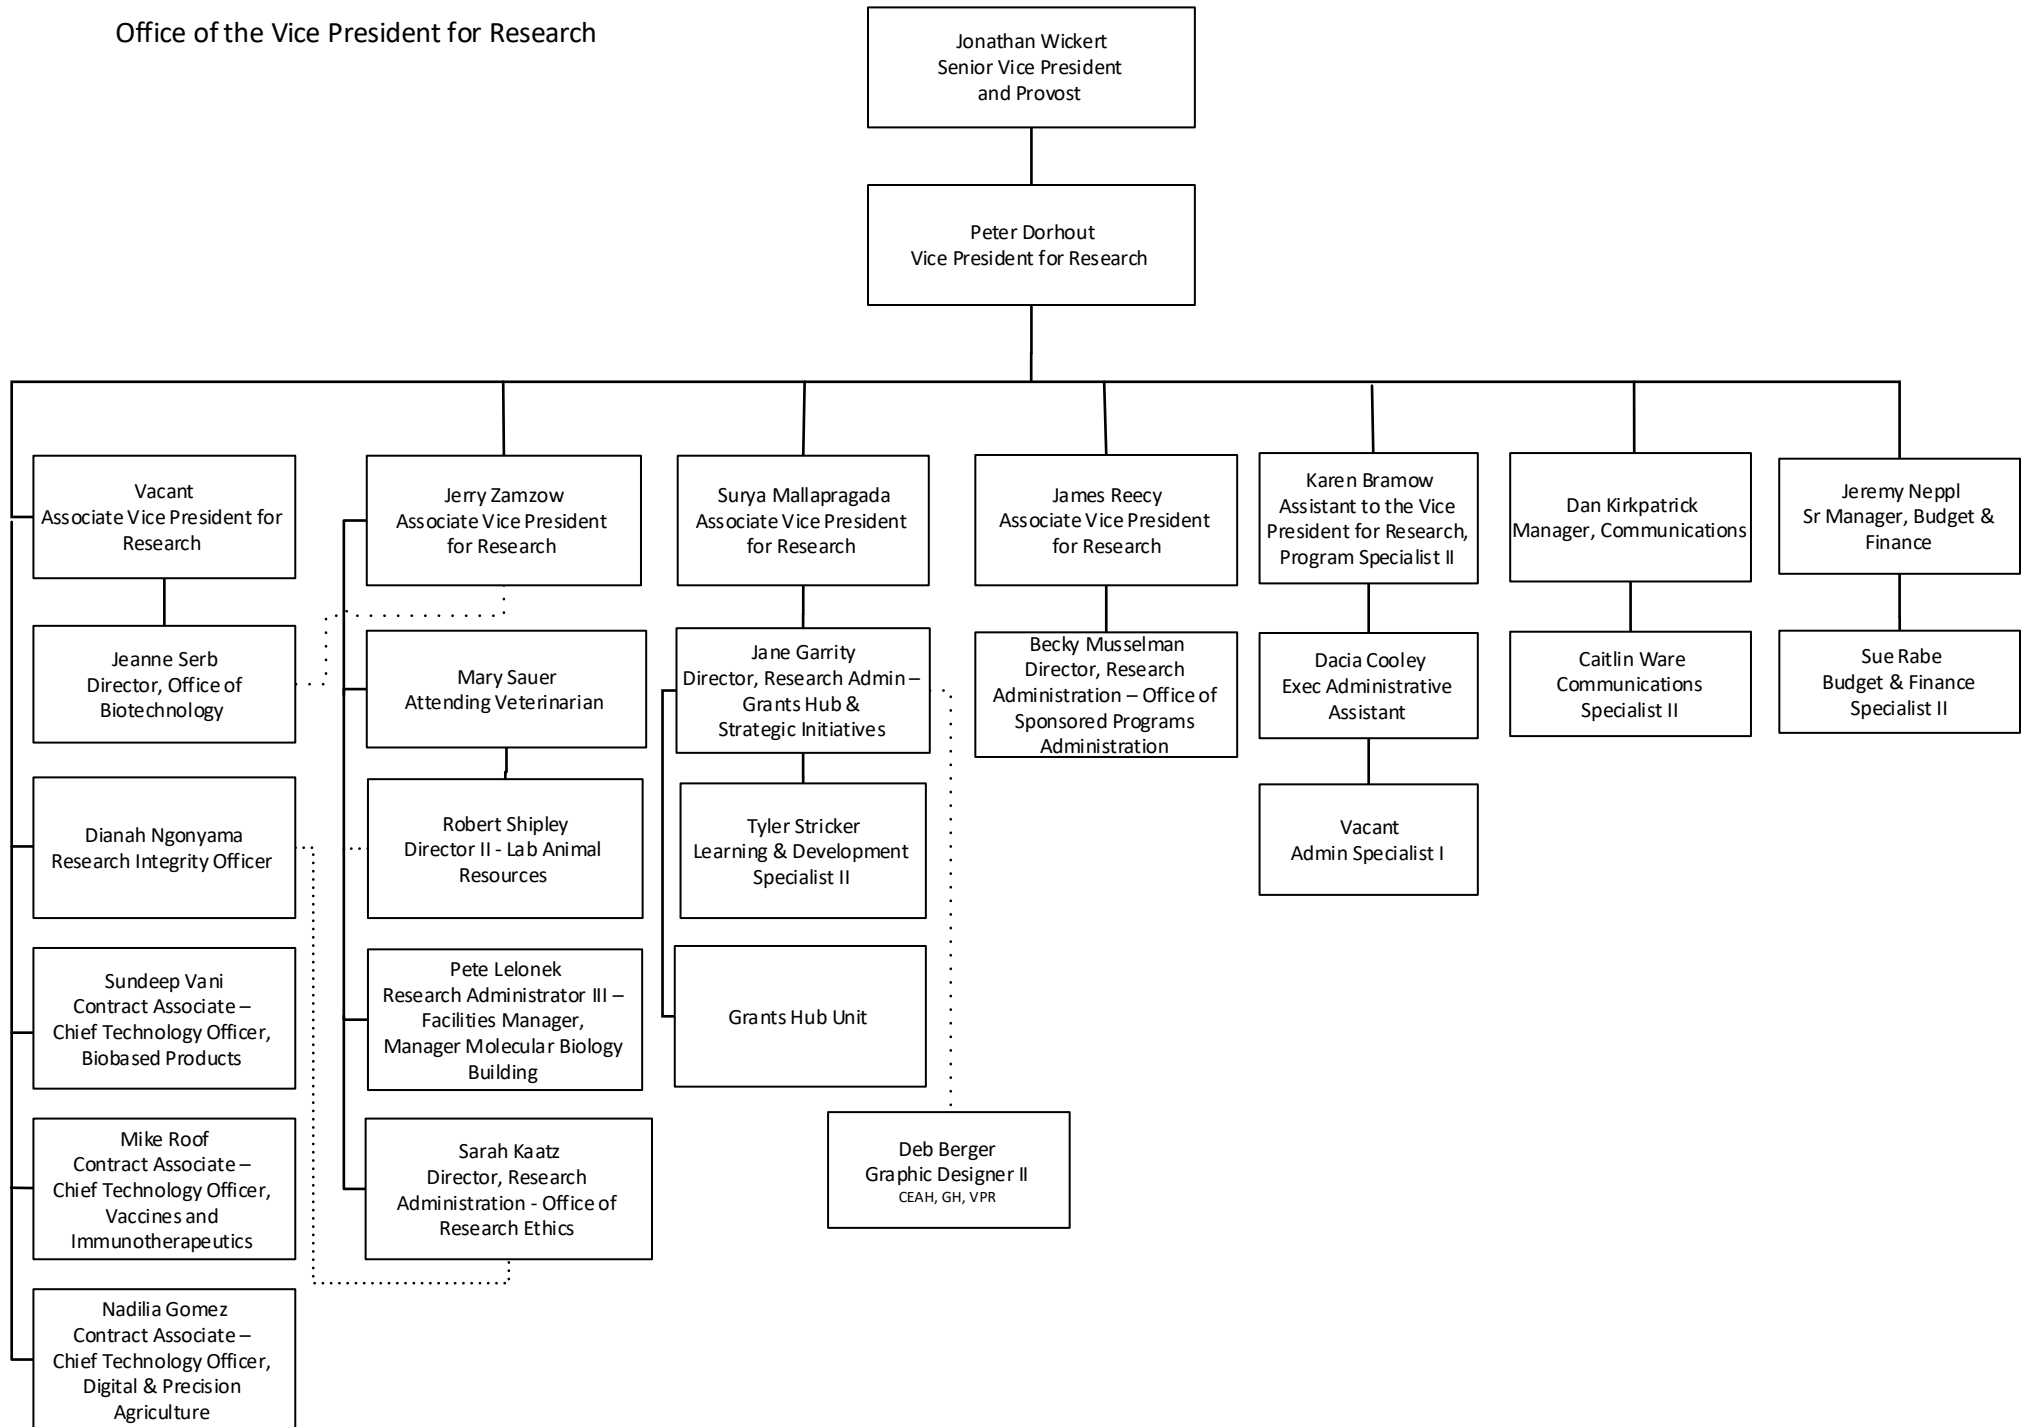 Office of the Vice President for Research
Jonathan Wickert
Senior Vice President
and Provost
Peter Dorhout
Vice President for Research
Vacant
Associate Vice President for
Research
Jerry Zamzow
Associate Vice President
for Research
Surya Mallapragada
Associate Vice President
for Research
James Reecy
Associate Vice President
for Research
Karen Bramow
Assistant to the Vice
President for Research,
Program Specialist II
Dan Kirkpatrick
Manager, Communications
Jeremy Neppl
Sr Manager, Budget &
Finance
Jeanne Serb
Director, Office of
Biotechnology
Mary Sauer
Attending Veterinarian
Jane Garrity
Director, Research Admin –
Grants Hub &
Strategic Initiatives
Becky Musselman
Director, Research
Administration – Office of
Sponsored Programs
Administration
Dacia Cooley
Exec Administrative
Assistant
Caitlin Ware
Communications
Specialist II
Sue Rabe
Budget & Finance
Specialist II
Dianah Ngonyama
Research Integrity Officer
Robert Shipley
Director II - Lab Animal
Resources
Tyler Stricker
Learning & Development
Specialist II
Vacant
Admin Specialist I
Sundeep Vani
Contract Associate –
Chief Technology Officer,
Biobased Products
Pete Lelonek
Research Administrator III –
Facilities Manager,
Manager Molecular Biology
Building
Grants Hub Unit
Mike Roof
Contract Associate –
Chief Technology Officer,
Vaccines and
Immunotherapeutics
Sarah Kaatz
Director, Research
Administration - Office of
Research Ethics
Deb Berger
Graphic Designer II
CEAH, GH, VPR
Nadilia Gomez
Contract Associate –
Chief Technology Officer,
Digital & Precision
Agriculture